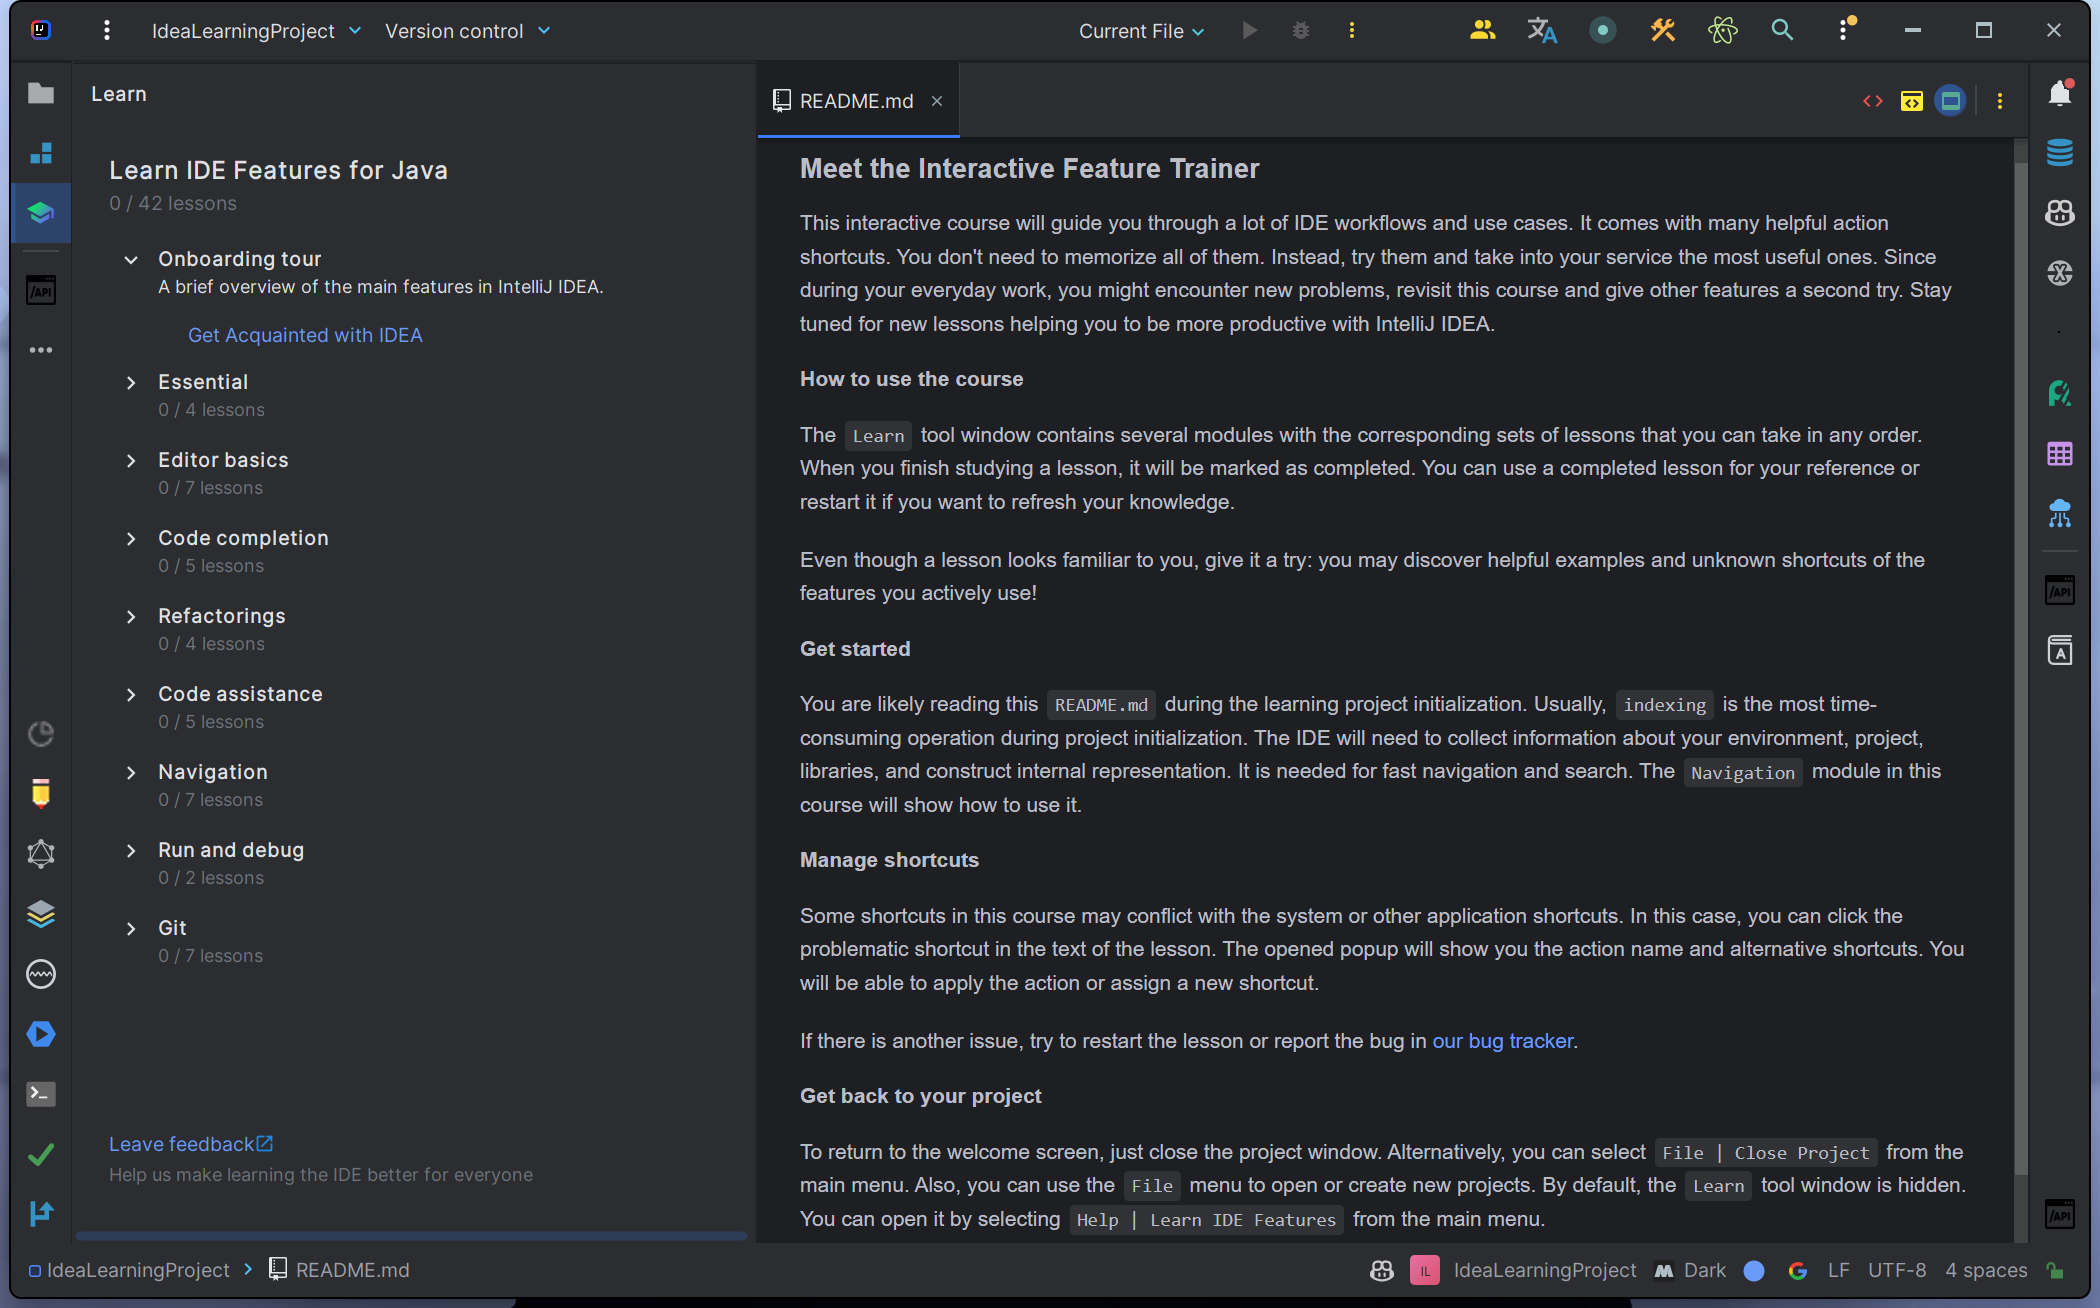 IdeaLearningProject
Version control
Current File
Learn
README.md
Learn IDE Features for Java
0 / 42 lessons
Onboarding tour
A brief overview of the main features in IntelliJ IDEA.
Get Acquainted with IDEA
Essential
0 / 4 lessons
Editor basics
0 / 7 lessons
Code completion
0 / 5 lessons
Refactorings
0 / 4 lessons
Code assistance
0 / 5 lessons
Navigation
0 / 7 lessons
Run and debug
0 / 2 lessons
Git
0 / 7 lessons
Leave feedback
Help us make learning the IDE better for everyone
Meet the Interactive Feature Trainer
This interactive course will guide you through a lot of IDE workflows and use cases. It comes with many helpful action
shortcuts. You don't need to memorize all of them. Instead, try them and take into your service the most useful ones. Since
during your everyday work, you might encounter new problems, revisit this course and give other features a second try. Stay
tuned for new lessons helping you to be more productive with IntelliJ IDEA.
How to use the course
The Learn tool window contains several modules with the corresponding sets of lessons that you can take in any order.
When you finish studying a lesson, it will be marked as completed. You can use a completed lesson for your reference or
restart it if you want to refresh your knowledge.
Even though a lesson looks familiar to you, give it a try: you may discover helpful examples and unknown shortcuts of the
features you actively use!
Get started
You are likely reading this README.md during the learning project initialization. Usually, indexing is the most time-
consuming operation during project initialization. The IDE will need to collect information about your environment, project,
libraries, and construct internal representation. It is needed for fast navigation and search. The Navigation module in this
course will show how to use it.
Manage shortcuts
Some shortcuts in this course may conflict with the system or other application shortcuts. In this case, you can click the
problematic shortcut in the text of the lesson. The opened popup will show you the action name and alternative shortcuts. You
will be able to apply the action or assign a new shortcut.
If there is another issue, try to restart the lesson or report the bug in our bug tracker.
Get back to your project
To return to the welcome screen, just close the project window. Alternatively, you can select File | Close Project from the
main menu. Also, you can use the File menu to open or create new projects. By default, the Learn tool window is hidden.
You can open it by selecting Help | Learn IDE Features from the main menu.
/API
/API
/API
IdeaLearningProject
README.md
IL
IdeaLearningProject
Dark
LF
UTF-8
4 spaces